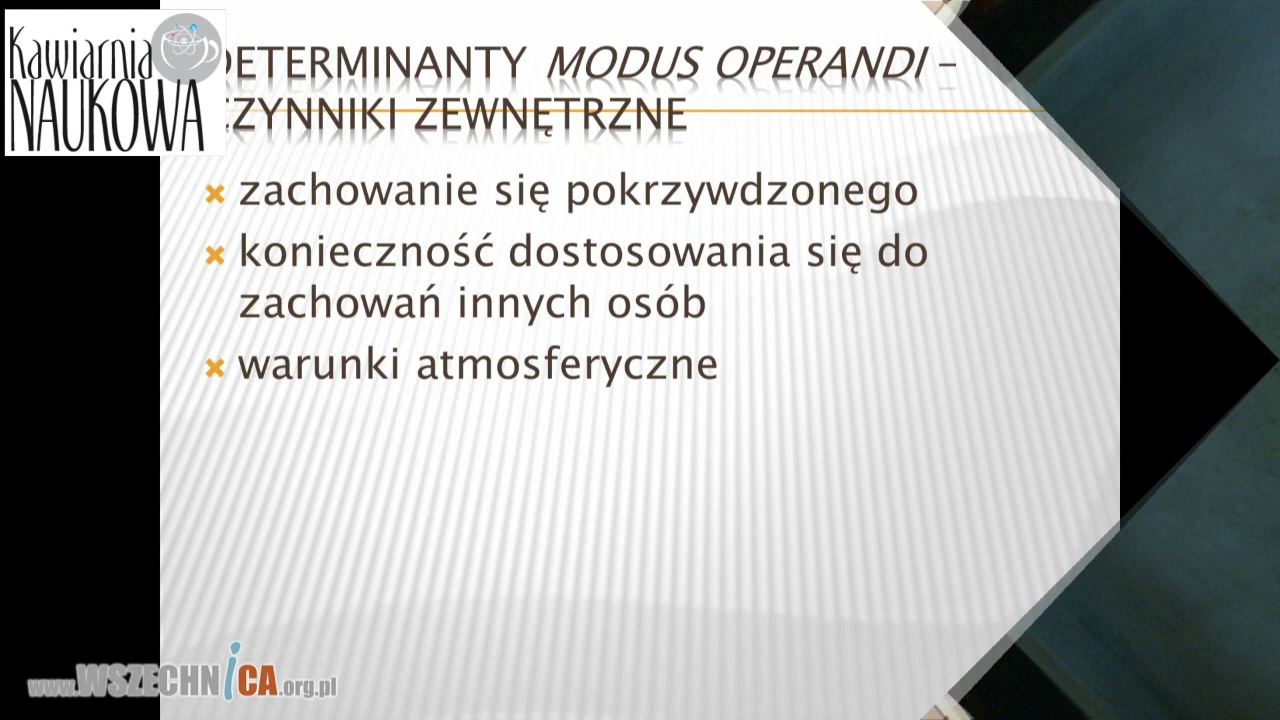 Kawiarnia
NAUKOWA
DETERMINANTY MODUS OPERANDI –
CZYNNIKI ZEWNĘTRZNE
zachowanie się pokrzywdzonego
konieczność dostosowania się do
zachowań innych osób
warunki atmosferyczne
www.WSZECHNiCA.org.pl